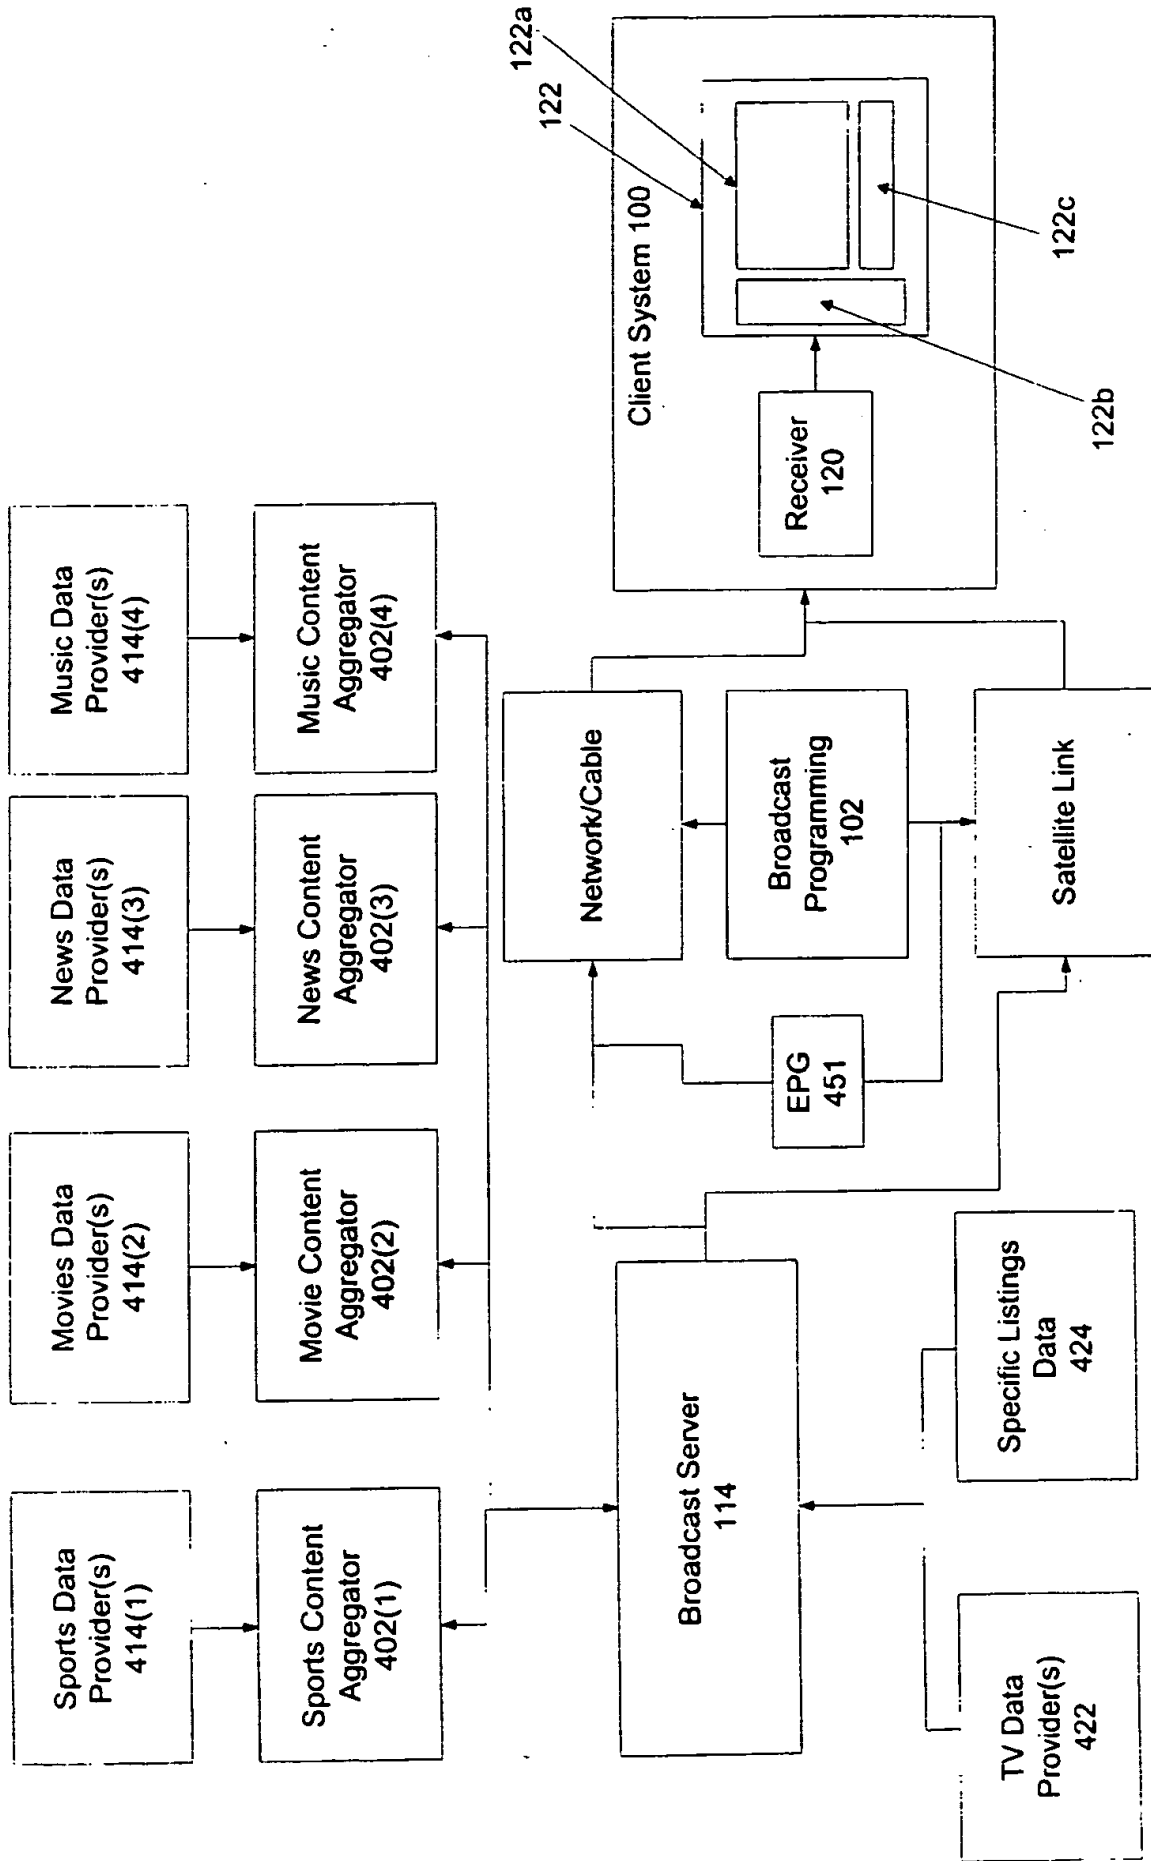 Sports Data
Provider(s)
414(1)
Movies Data
Provider(s)
414(2)
News Data
Provider(s)
414(3)
Music Data
Provider(s)
414(4)
Sports Content
Aggregator
402(1)
Movie Content
Aggregator
402(2)
News Content
Aggregator
402(3)
Music Content
Aggregator
402(4)
Broadcast Server
114
TV Data
Provider(s)
422
Specific Listings
Data
424
EPG
451
Network/Cable
Broadcast
Programming
102
Satellite Link
Client System 100
Receiver
120
122
122a
122b
122c